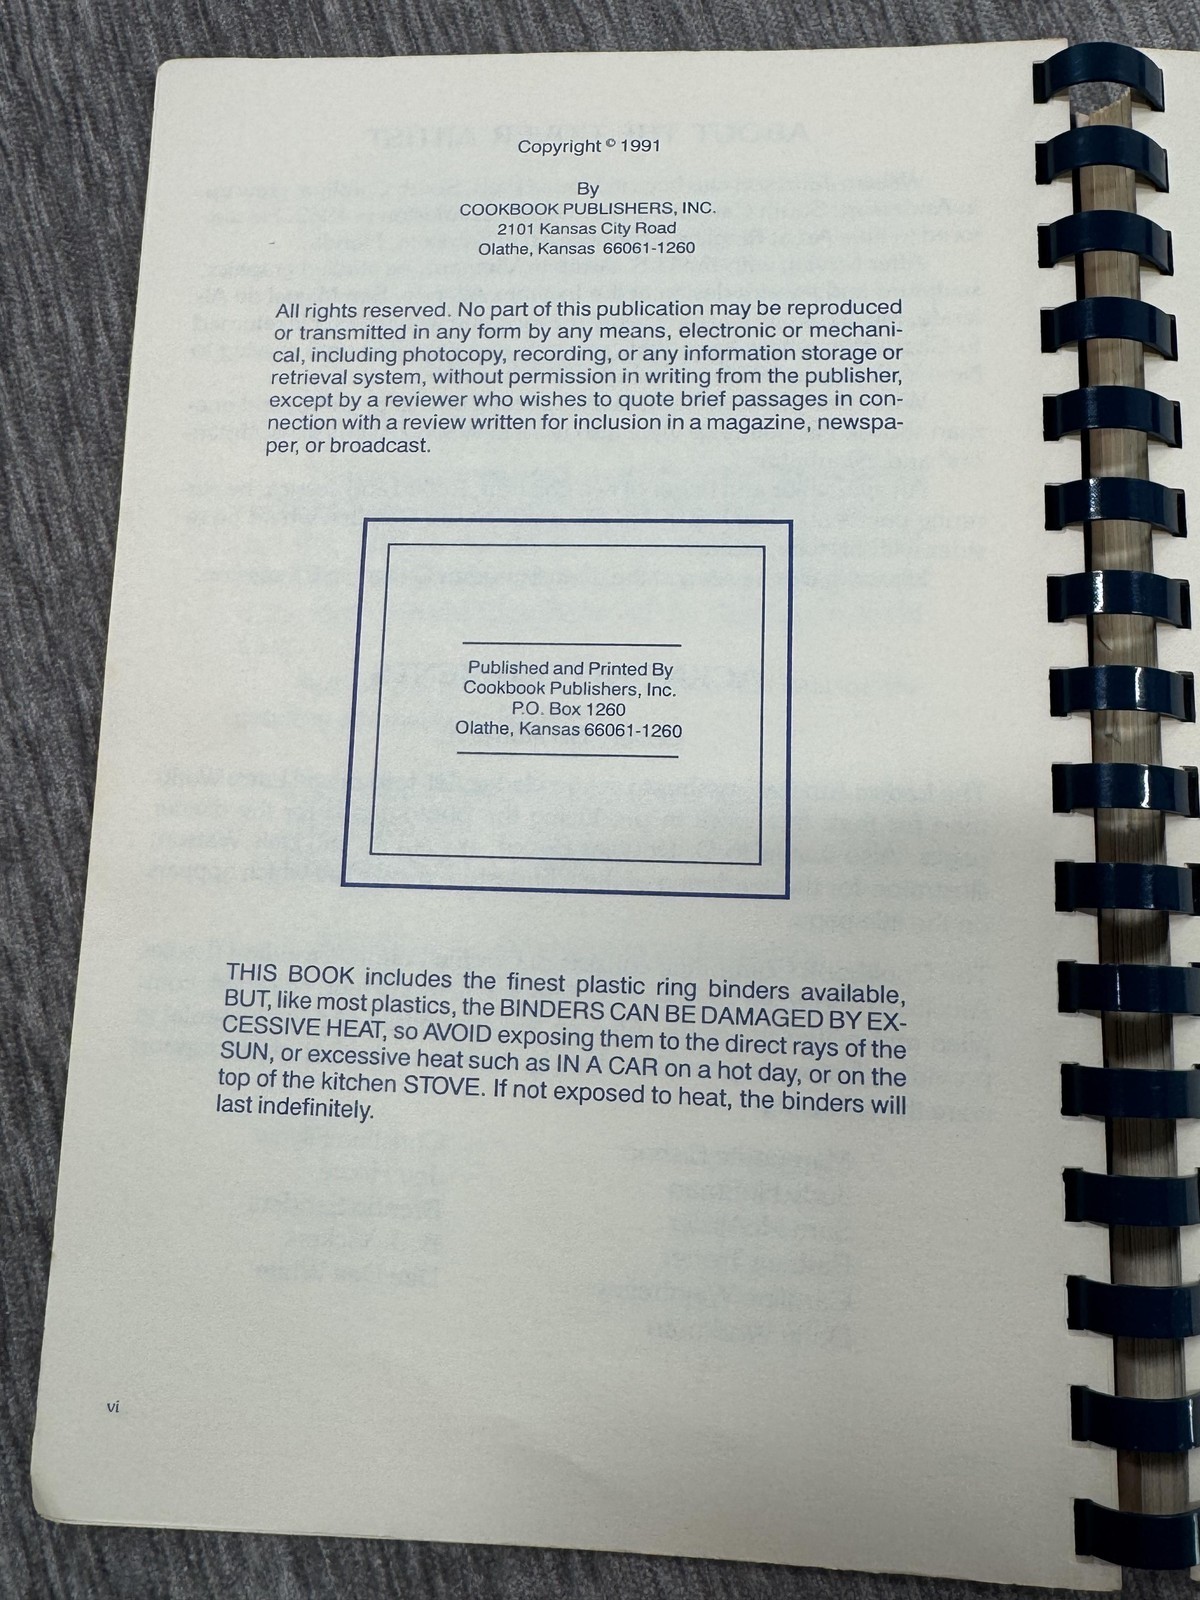 Copyright © 1991
By
COOKBOOK PUBLISHERS, INC.
2101 Kansas City Road
Olathe, Kansas 66061-1260
All rights reserved. No part of this publication may be reproduced
or transmitted in any form by any means, electronic or mechani-
cal, including photocopy, recording, or any information storage or
retrieval system, without permission in writing from the publisher,
except by a reviewer who wishes to quote brief passages in con-
nection with a review written for inclusion in a magazine, newspa-
per, or broadcast.
Published and Printed By
Cookbook Publishers, Inc.
P.O. Box 1260
Olathe, Kansas 66061-1260
THIS BOOK includes the finest plastic ring binders available,
BUT, like most plastics, the BINDERS CAN BE DAMAGED BY EX-
CESSIVE HEAT, so AVOID exposing them to the direct rays of the
SUN, or excessive heat such as IN A CAR on a hot day, or on the
top of the kitchen STOVE. If not exposed to heat, the binders will
last indefinitely.
vi